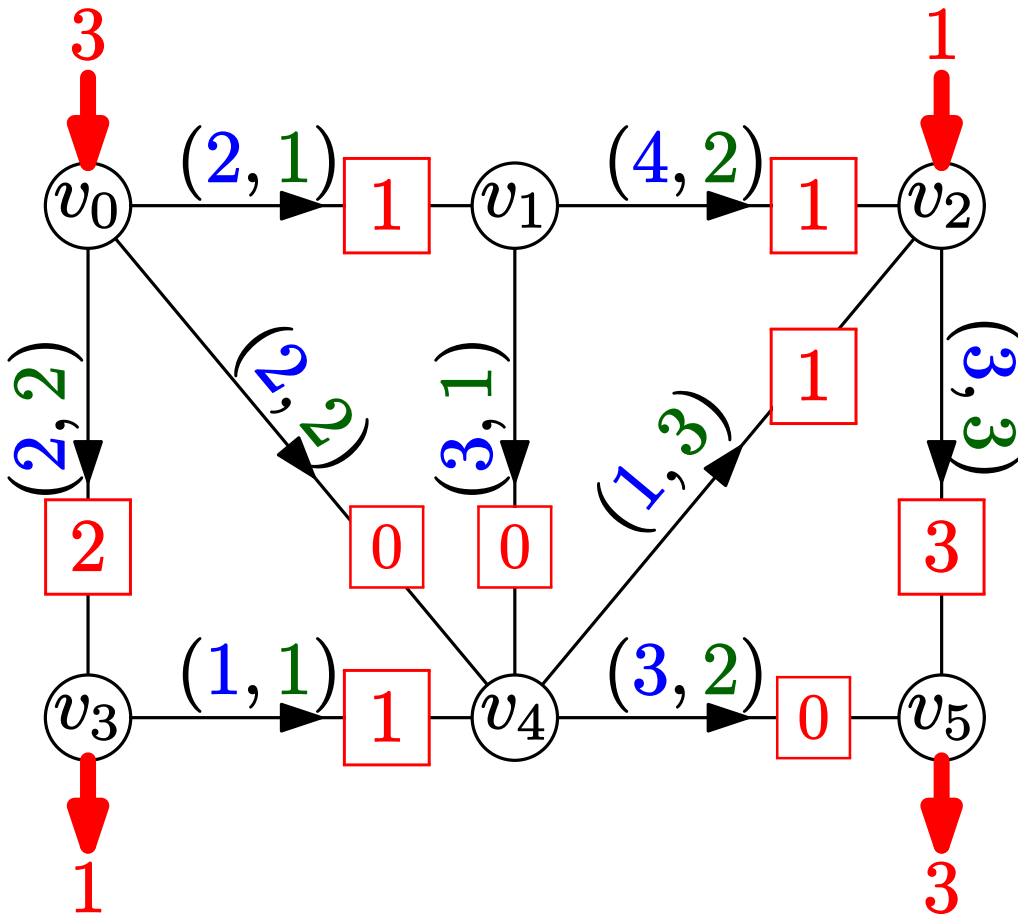 3 1
(2, 1) (4, 2)
v0 1 v1 1 v2
(2, 2) (2, 2) (3, 1) (1, 3) 1 (3, 3)
2 0 0 3
(1, 1) (3, 2)
v3 1 v4 0 v5
1 3